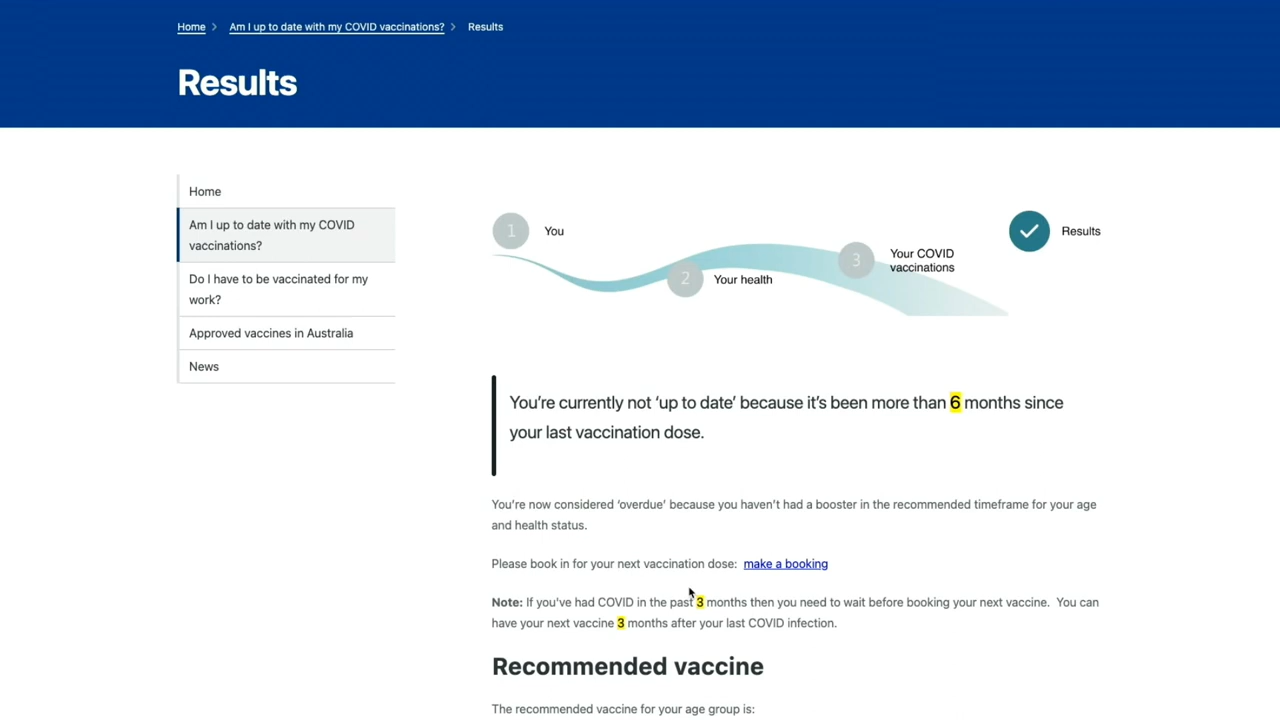 Home > Am I up to date with my COVID vaccinations? > Results
Results
Home
Am I up to date with my COVID
vaccinations?
Do I have to be vaccinated for my
work?
Approved vaccines in Australia
News
1 You
2 Your health
3 Your COVID
vaccinations
Results
You’re currently not ‘up to date’ because it’s been more than 6 months since
your last vaccination dose.
You’re now considered ‘overdue’ because you haven’t had a booster in the recommended timeframe for your age
and health status.
Please book in for your next vaccination dose: make a booking
Note: If you've had COVID in the past 3 months then you need to wait before booking your next vaccine. You can
have your next vaccine 3 months after your last COVID infection.
Recommended vaccine
The recommended vaccine for your age group is: